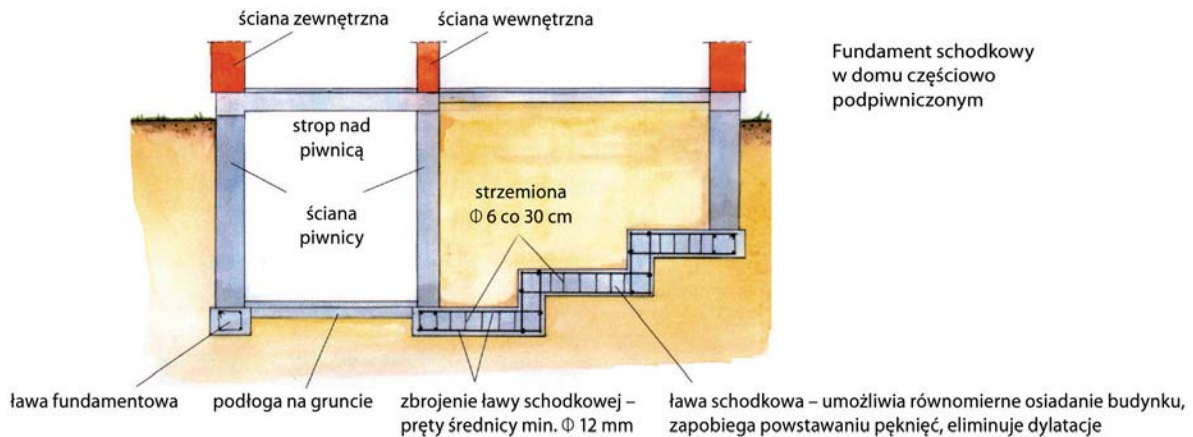 ściana zewnętrzna
ściana wewnętrzna
Fundament schodkowy
w domu częściowo
podpiwniczonym
strop nad
piwnicą
strzemiona
Φ 6 co 30 cm
ściana
piwnicy
ława fundamentowa
podłoga na gruncie
zbrojenie ławy schodkowej –
pręty średnicy min. Φ 12 mm
ława schodkowa – umożliwia równomierne osiadanie budynku,
zapobiega powstawaniu pęknięć, eliminuje dylatacje